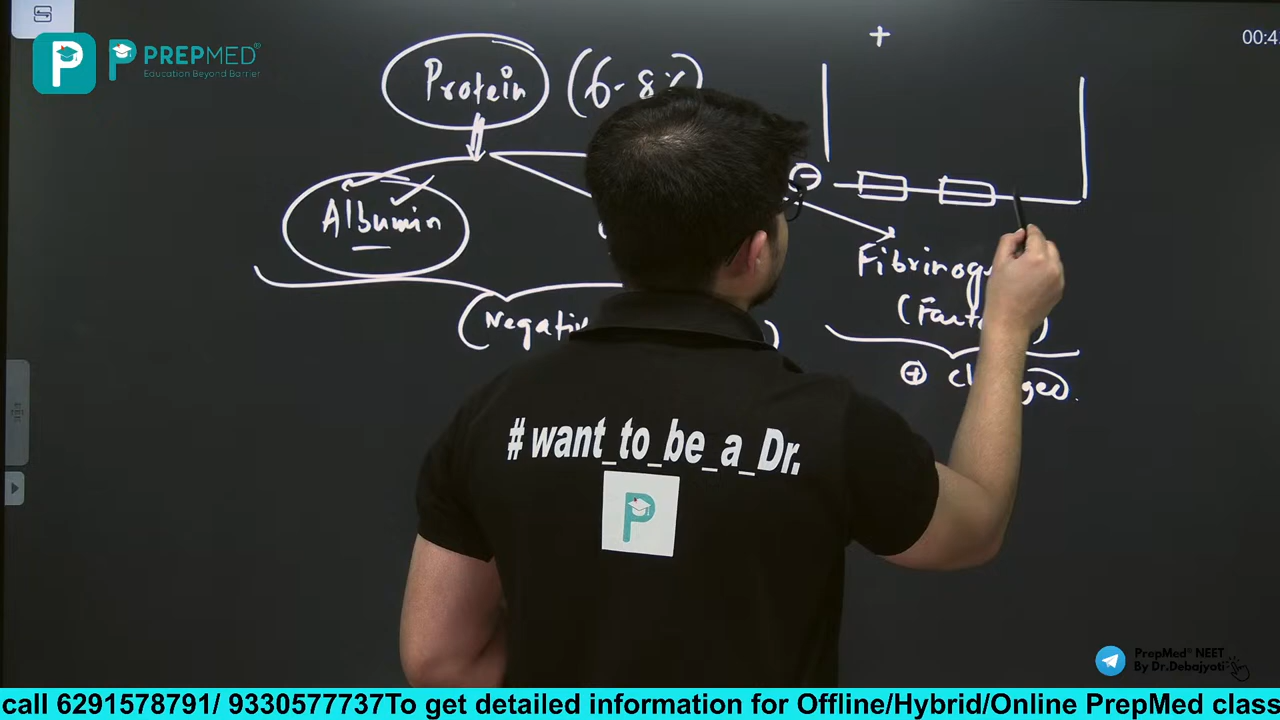 PREPMED®
Education Beyond Barrier
00:4
+
Protein (6-8%)
Albumin
⊖
(Negativ
Fibrinog
(Fact
⊕ charged.
# want_to_be_a_Dr.
P
PrepMed® NEET
By Dr.Debajyoti
call 6291578791/ 9330577737To get detailed information for Offline/Hybrid/Online PrepMed class